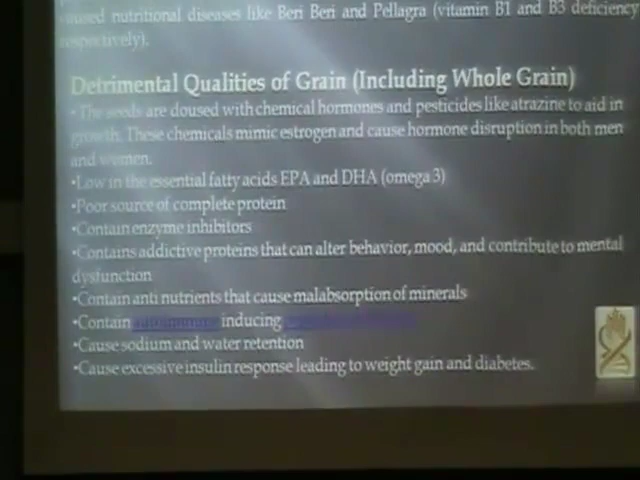 caused nutritional diseases like Beri Beri and Pellagra (vitamin B1 and B3 deficiency
respectively).
Detrimental Qualities of Grain (Including Whole Grain)
•The seeds are doused with chemical hormones and pesticides like atrazine to aid in
growth. These chemicals mimic estrogen and cause hormone disruption in both men
and women.
•Low in the essential fatty acids EPA and DHA (omega 3)
•Poor source of complete protein
•Contain enzyme inhibitors
•Contains addictive proteins that can alter behavior, mood, and contribute to mental
dysfunction
•Contain anti nutrients that cause malabsorption of minerals
•Contain autoimmune inducing
•Cause sodium and water retention
•Cause excessive insulin response leading to weight gain and diabetes.